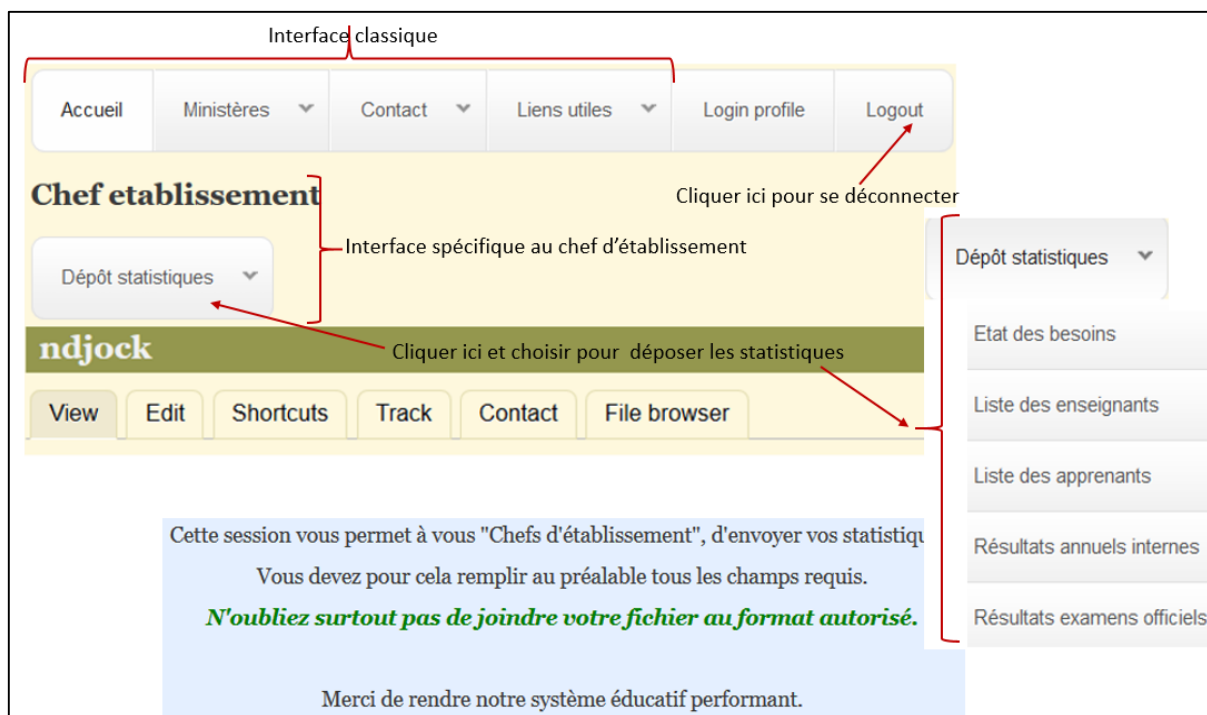 Interface classique
Accueil Ministères Contact Liens utiles Login profile Logout
Chef etablissement
Cliquer ici pour se déconnecter
Interface spécifique au chef d'établissement
Dépôt statistiques
Dépôt statistiques
ndjock
Cliquer ici et choisir pour déposer les statistiques
Etat des besoins
View Edit Shortcuts Track Contact File browser
Liste des enseignants
Liste des apprenants
Cette session vous permet à vous "Chefs d'établissement", d'envoyer vos statistiqu
Résultats annuels internes
Vous devez pour cela remplir au préalable tous les champs requis.
N'oubliez surtout pas de joindre votre fichier au format autorisé.
Résultats examens officiels
Merci de rendre notre système éducatif performant.